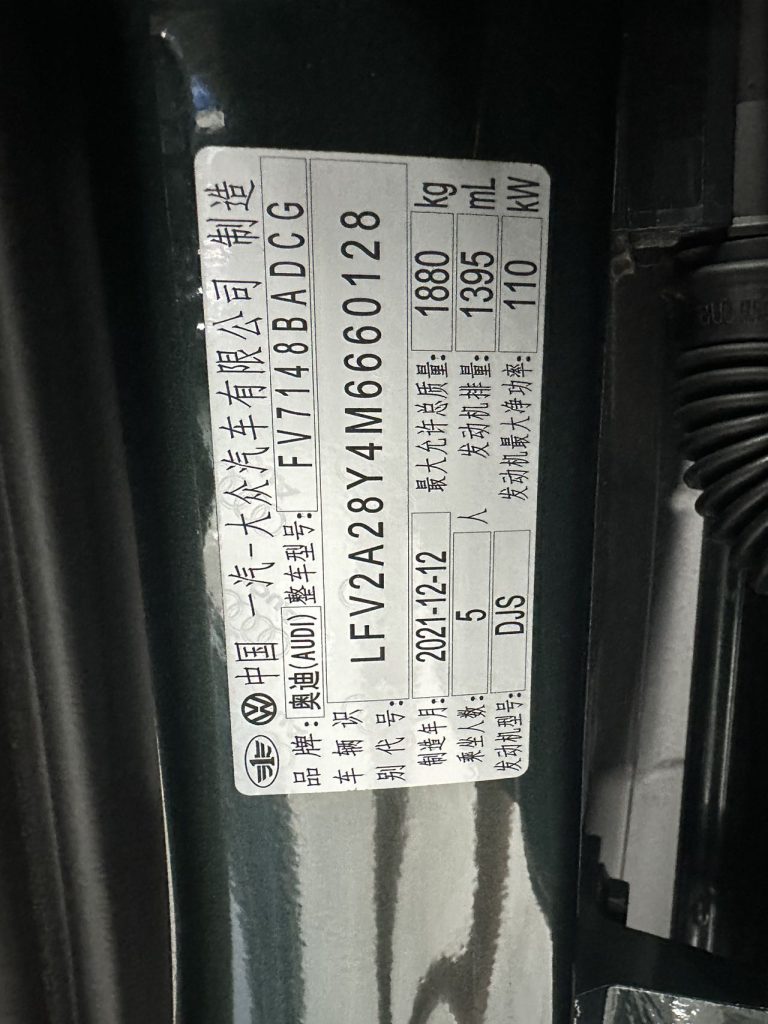 中国 一汽-大众汽车有限公司 制造
品牌: 奥迪(AUDI) 整车型号: FV7148BADCG
车辆识别代号: LFV2A28Y4M6660128
制造年月: 2021-12-12 最大允许总质量: 1880 kg
乘坐人数: 5 人 发动机排量: 1395 mL
发动机型号: DJS 发动机最大净功率: 110 kW